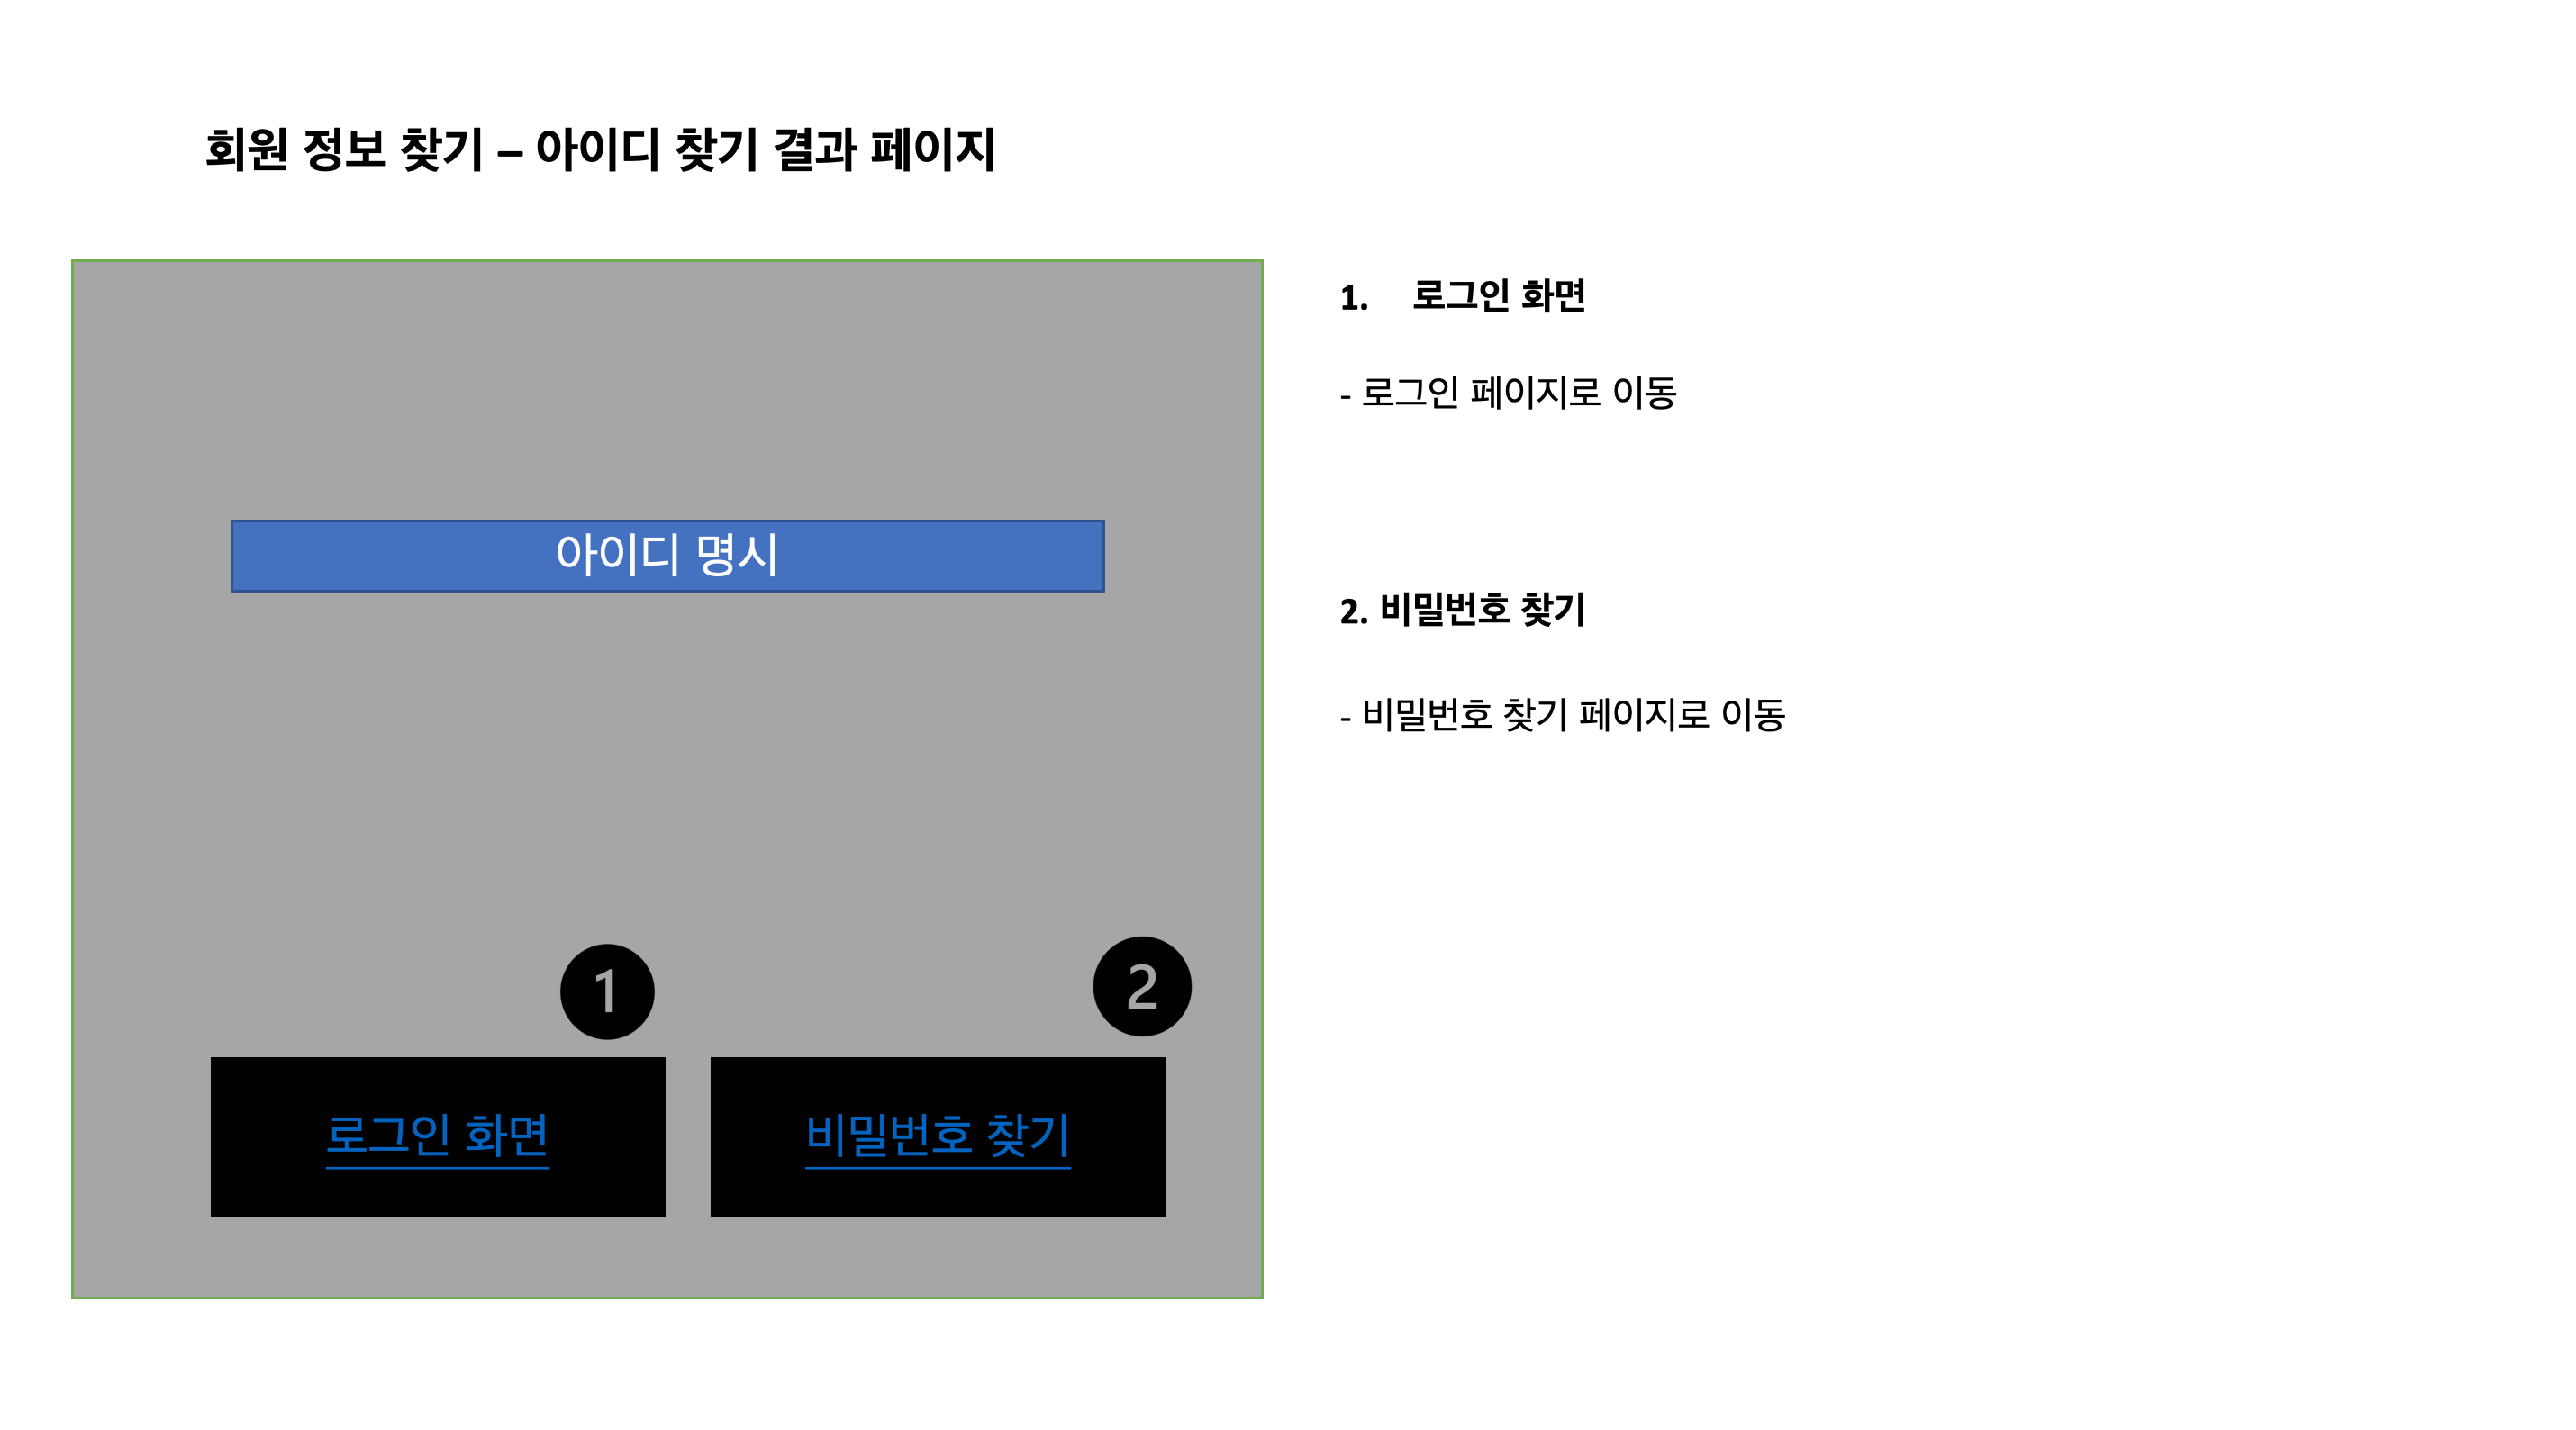 회원 정보 찾기 – 아이디 찾기 결과 페이지
아이디 명시
1
2
로그인 화면
비밀번호 찾기
1. 로그인 화면
- 로그인 페이지로 이동
2. 비밀번호 찾기
- 비밀번호 찾기 페이지로 이동